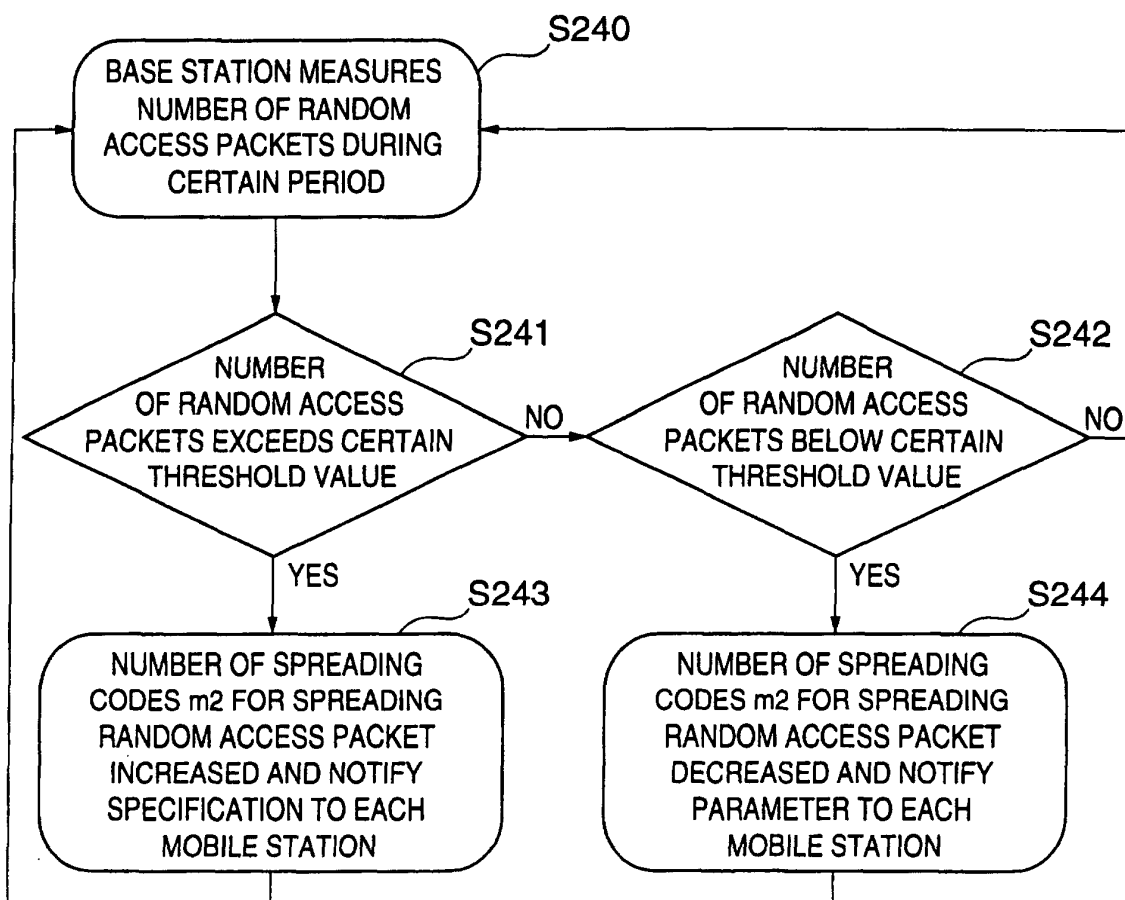 S240
BASE STATION MEASURES
NUMBER OF RANDOM
ACCESS PACKETS DURING
CERTAIN PERIOD
S241
NUMBER
OF RANDOM ACCESS
PACKETS EXCEEDS CERTAIN
THRESHOLD VALUE
NO
YES
S242
NUMBER
OF RANDOM ACCESS
PACKETS BELOW CERTAIN
THRESHOLD VALUE
NO
YES
S243
NUMBER OF SPREADING
CODES m2 FOR SPREADING
RANDOM ACCESS PACKET
INCREASED AND NOTIFY
SPECIFICATION TO EACH
MOBILE STATION
S244
NUMBER OF SPREADING
CODES m2 FOR SPREADING
RANDOM ACCESS PACKET
DECREASED AND NOTIFY
PARAMETER TO EACH
MOBILE STATION